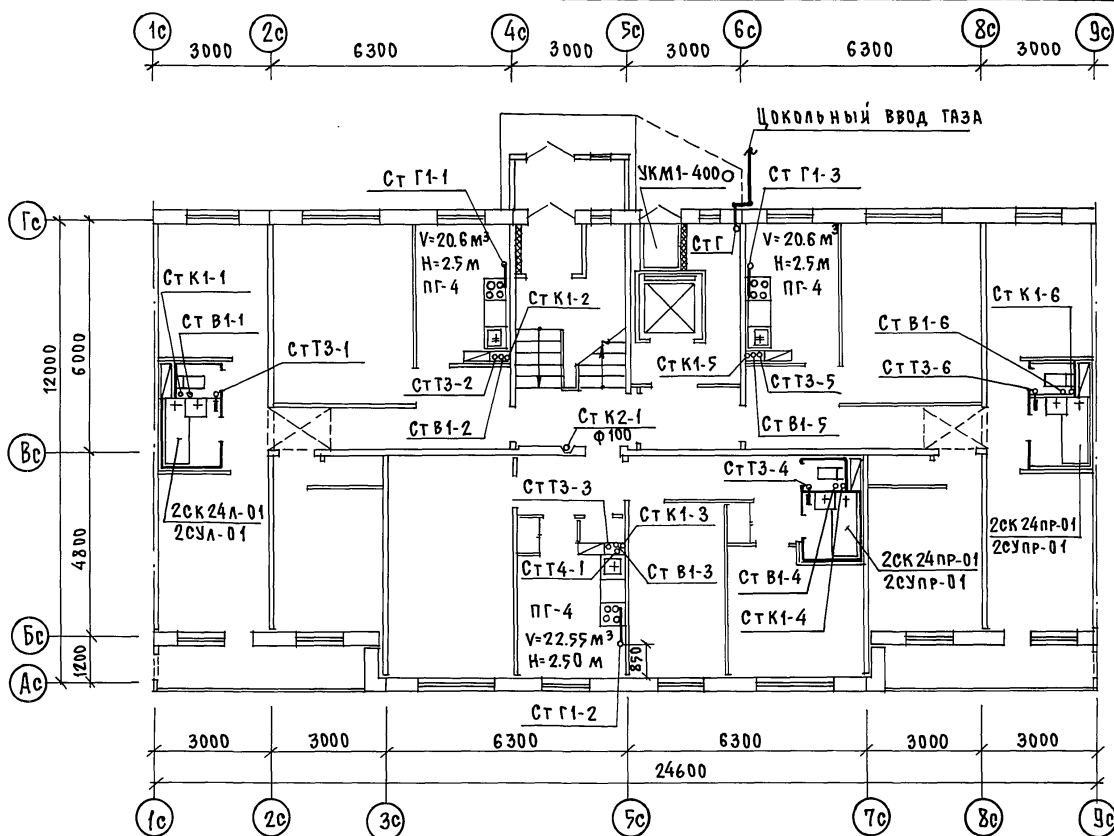 1с 2с 4с 5с 6с 8с 9с
3000 6300 3000 3000 6300 3000
ЦОКОЛЬНЫЙ ВВОД ГАЗА
Ст Г1-1
УКМ1-400
Ст Г1-3
Гс
V=20.6 м³
H=2.5 м
ПГ-4
СтГ
V=20.6 м³
H=2.5 м
ПГ-4
Ст К1-1
Ст В1-1
СтТ3-1
Ст К1-2
СтТ3-2
Ст В1-2
Ст К1-5
СтТ3-5
Ст В1-5
Ст К1-6
Ст В1-6
СтТ3-6
12000
6000
Ст К2-1
ф100
Вс
СтТ3-3
Ст К1-3
СтТ3-4
2СК24Л-01
2СУЛ-01
СтТ4-1
Ст В1-3
Ст В1-4
Ст К1-4
2СК24ПР-01
2СУПР-01
2СК24ПР-01
2СУПР-01
4800
ПГ-4
V=22.55 м³
H=2.50 м
850
Бс
1200
Ас
Ст Г1-2
3000 3000 6300 6300 3000 3000
24600
1с 2с 3с 5с 7с 8с 9с